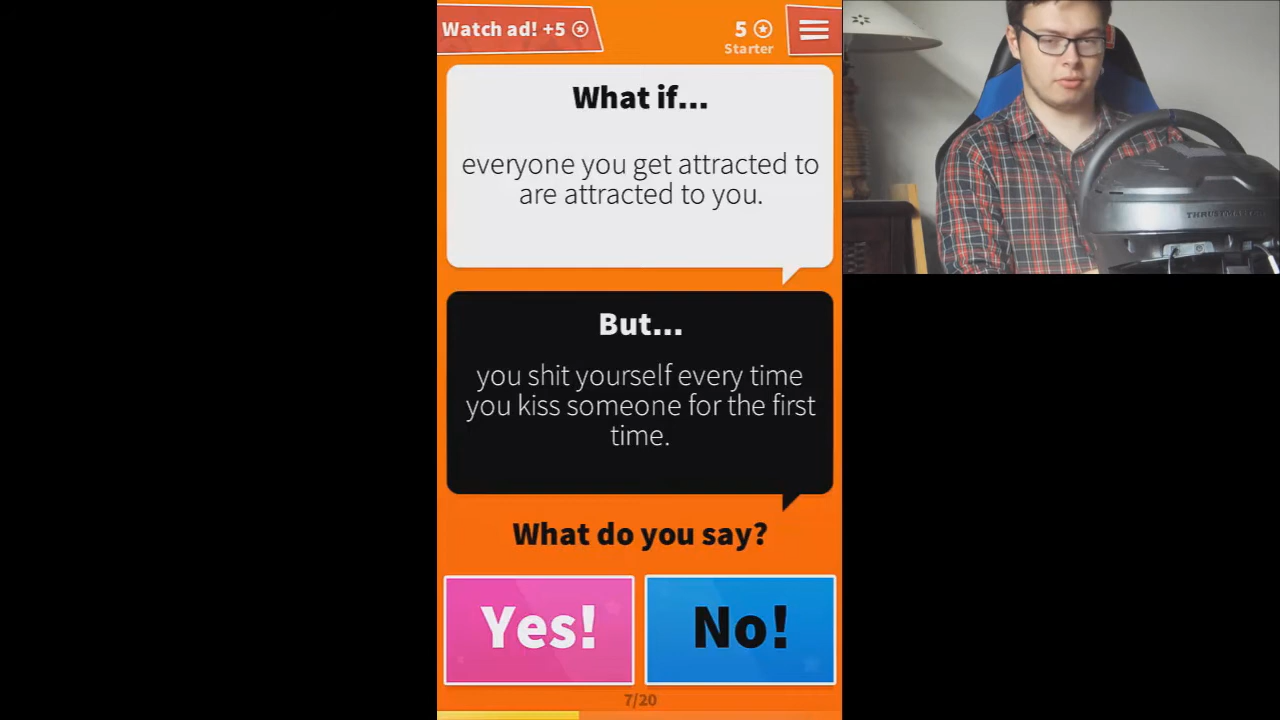 Watch ad! +5
5
Starter
What if...
everyone you get attracted to
are attracted to you.
But...
you shit yourself every time
you kiss someone for the first
time.
What do you say?
Yes!
No!
7/20